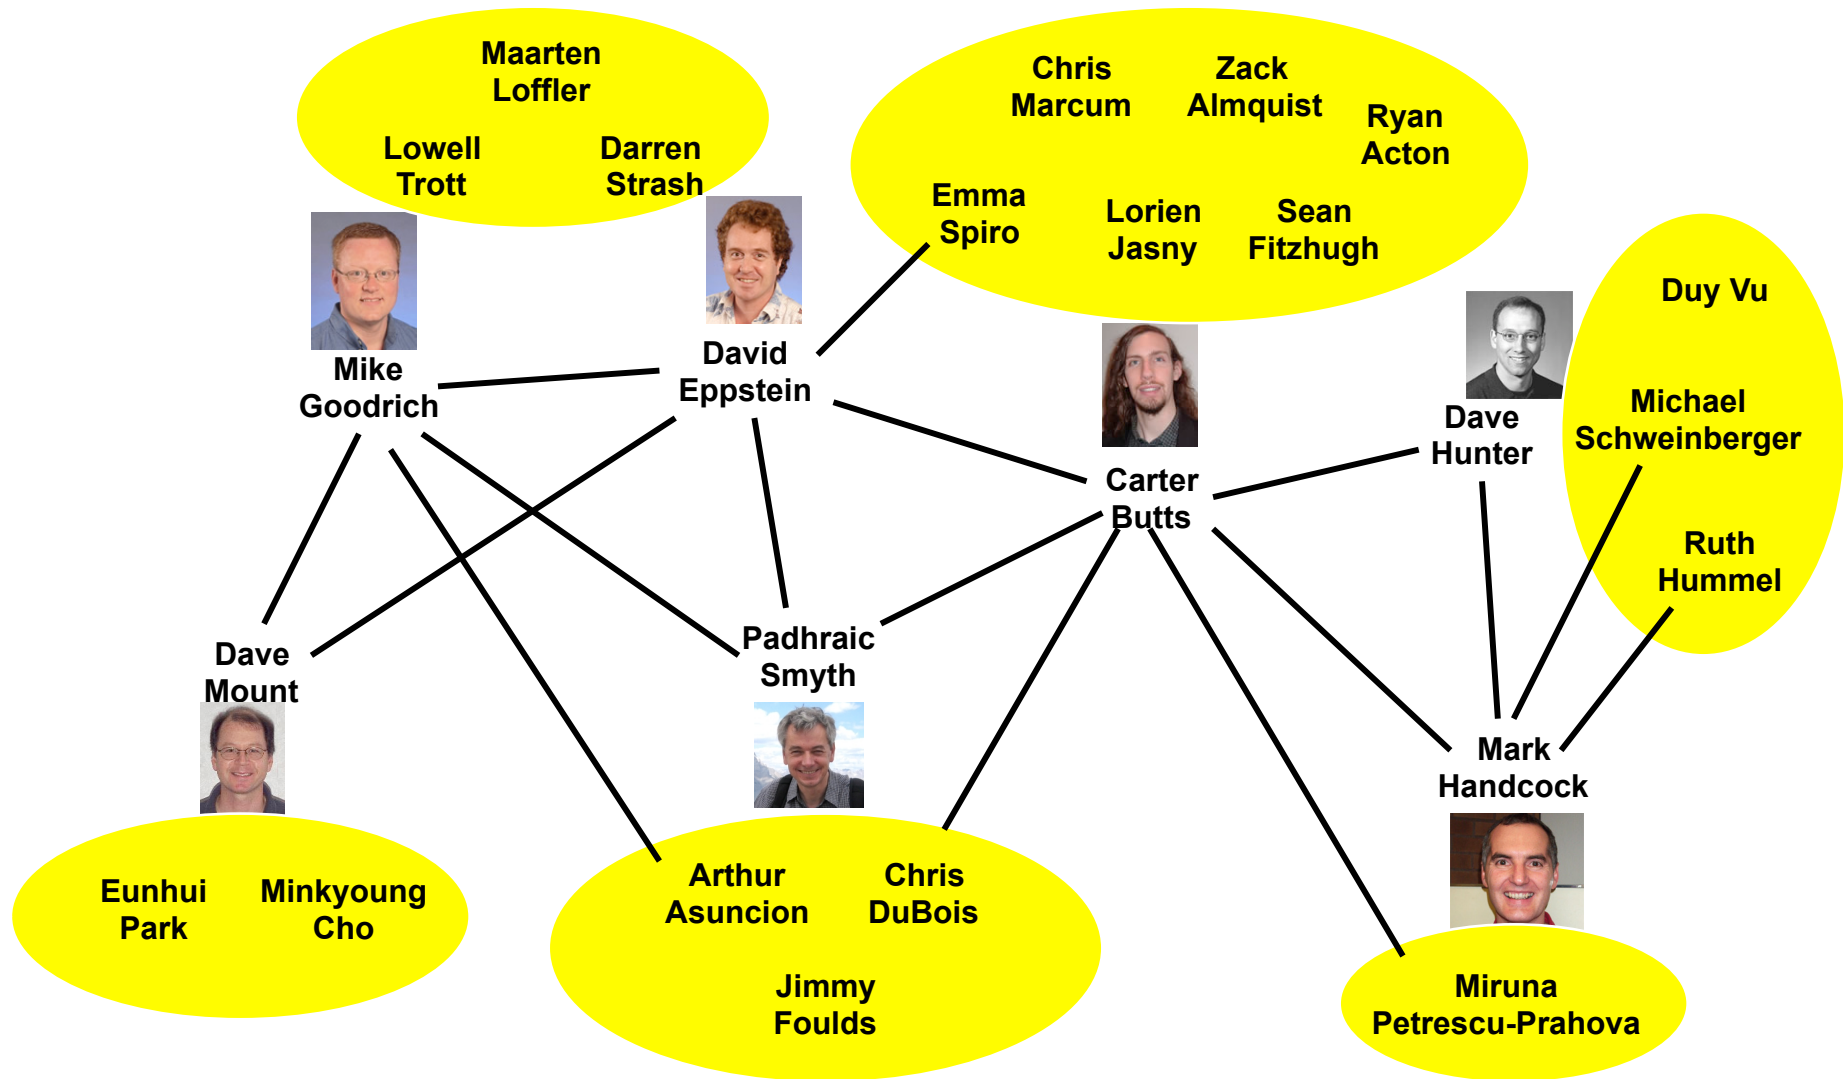 Maarten
Loffler
Lowell
Trott
Darren
Strash
Chris
Marcum
Zack
Almquist
Ryan
Acton
Emma
Spiro
Lorien
Jasny
Sean
Fitzhugh
Duy Vu
Michael
Schweinberger
Ruth
Hummel
Mike
Goodrich
David
Eppstein
Carter
Butts
Dave
Hunter
Dave
Mount
Padhraic
Smyth
Mark
Handcock
Eunhui
Park
Minkyoung
Cho
Arthur
Asuncion
Chris
DuBois
Jimmy
Foulds
Miruna
Petrescu-Prahova